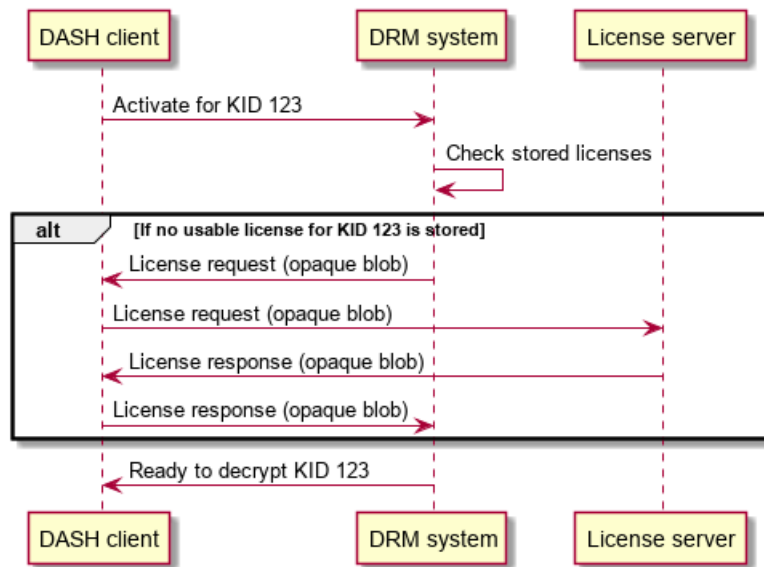 DASH client
DRM system
License server
Activate for KID 123
Check stored licenses
alt
[If no usable license for KID 123 is stored]
License request (opaque blob)
License request (opaque blob)
License response (opaque blob)
License response (opaque blob)
Ready to decrypt KID 123
DASH client
DRM system
License server